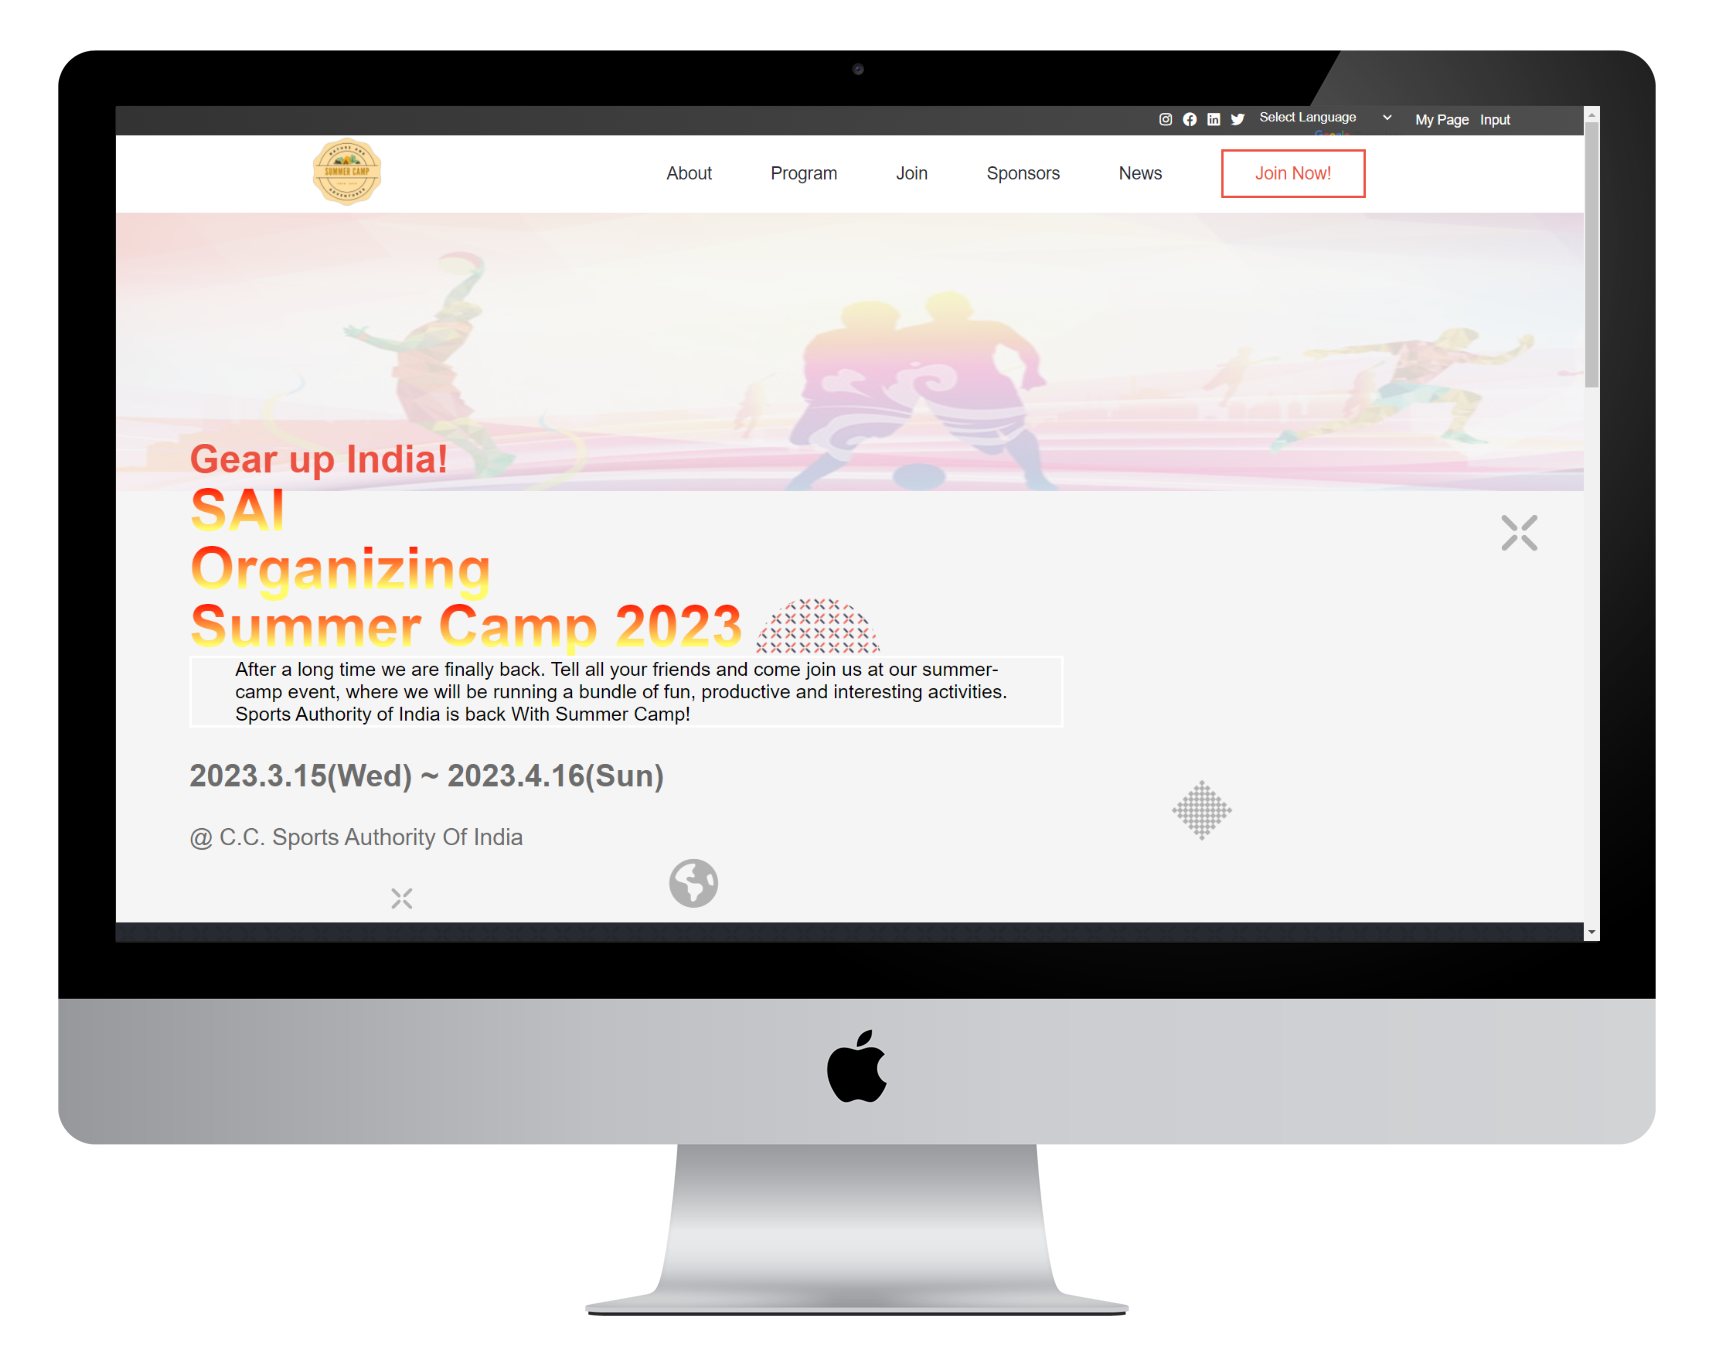 Select Language
My Page Input
SUMMER CAMP
About Program Join Sponsors News Join Now!
Gear up India!
SAI
Organizing
Summer Camp 2023
After a long time we are finally back. Tell all your friends and come join us at our summer-
camp event, where we will be running a bundle of fun, productive and interesting activities.
Sports Authority of India is back With Summer Camp!
2023.3.15(Wed) ~ 2023.4.16(Sun)
@ C.C. Sports Authority Of India